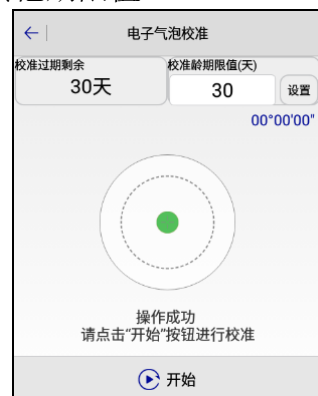 电子气泡校准
校准过期剩余
30天
校准龄期限值(天)
30
设置
00°00'00"
操作成功
请点击“开始”按钮进行校准
开始